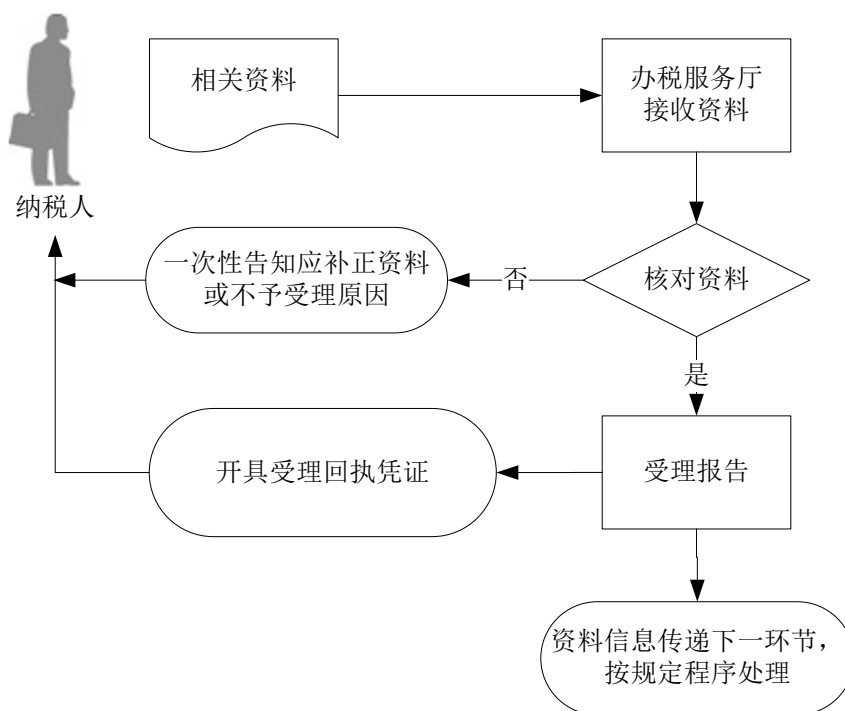 相关资料
办税服务厅
接收资料
纳税人
一次性告知应补正资料
或不予受理原因
否
核对资料
是
开具受理回执凭证
受理报告
资料信息传递下一环节，
按规定程序处理